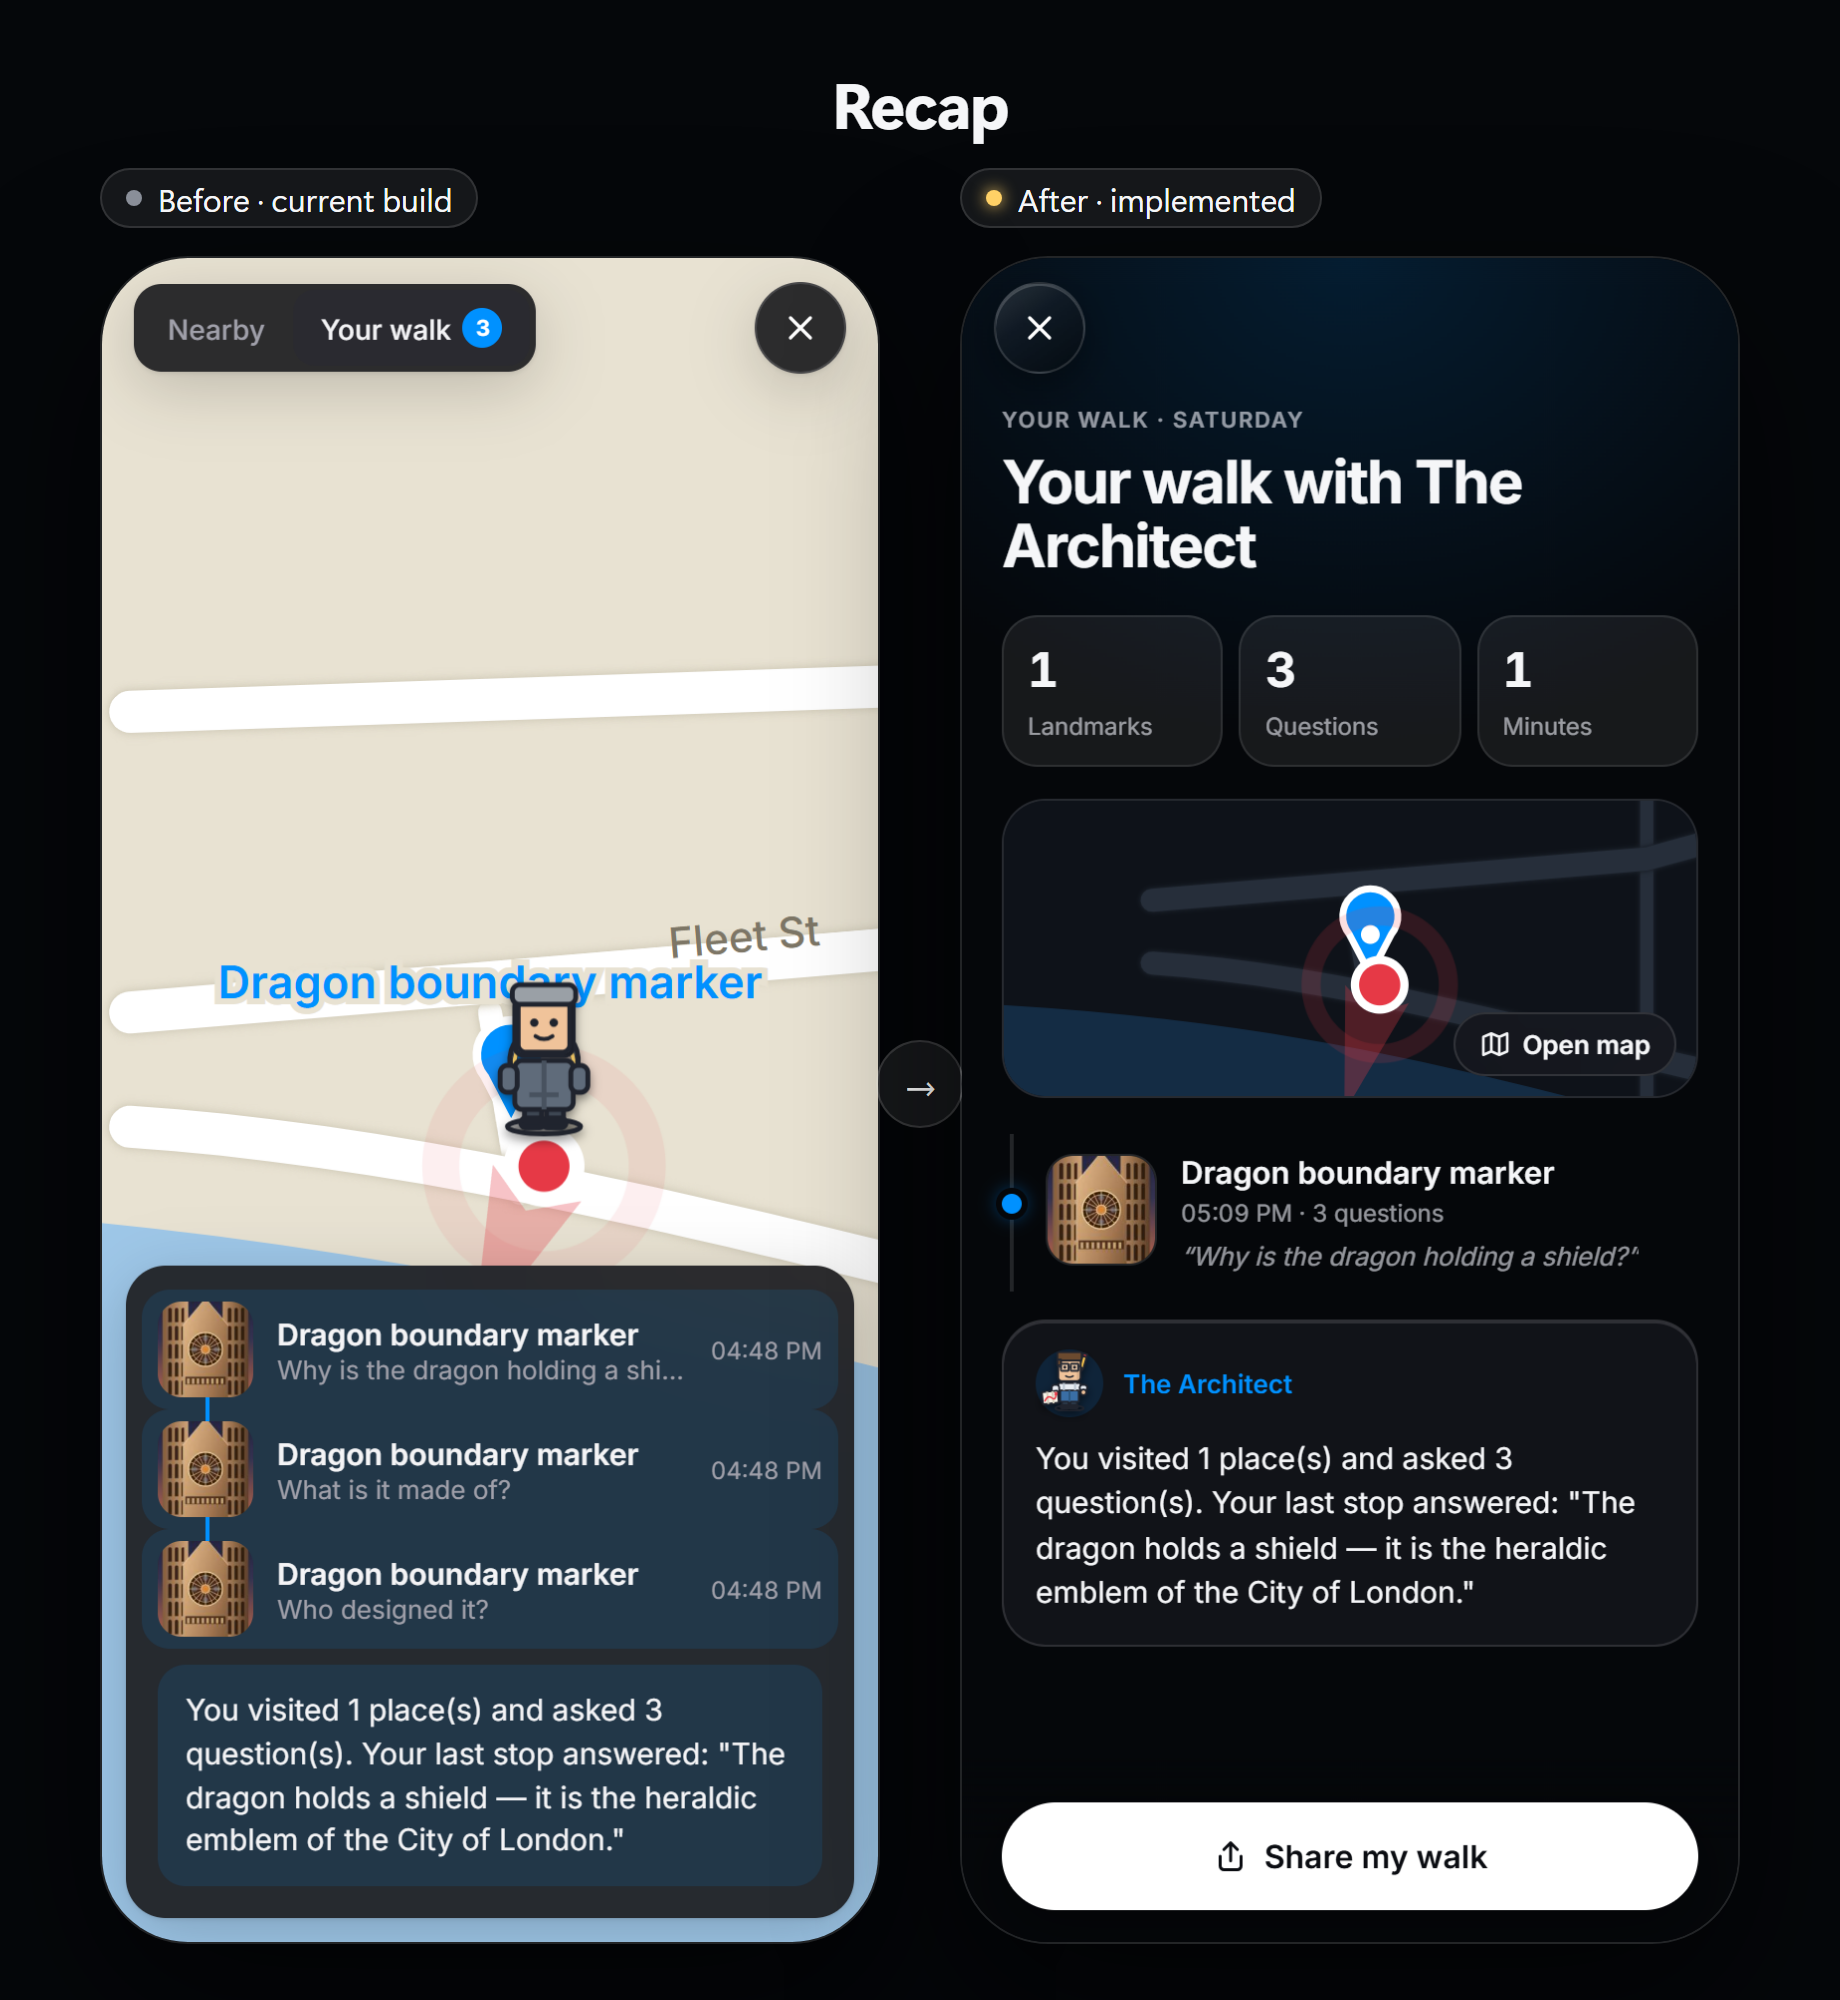 Recap
Before · current build
Nearby
Your walk 3
Fleet St
Dragon boundary marker
Dragon boundary marker
Why is the dragon holding a shi...
04:48 PM
Dragon boundary marker
What is it made of?
04:48 PM
Dragon boundary marker
Who designed it?
04:48 PM
You visited 1 place(s) and asked 3
question(s). Your last stop answered: "The
dragon holds a shield — it is the heraldic
emblem of the City of London."
→
After · implemented
YOUR WALK · SATURDAY
Your walk with The
Architect
1
Landmarks
3
Questions
1
Minutes
Open map
Dragon boundary marker
05:09 PM · 3 questions
“Why is the dragon holding a shield?”
The Architect
You visited 1 place(s) and asked 3
question(s). Your last stop answered: "The
dragon holds a shield — it is the heraldic
emblem of the City of London."
Share my walk